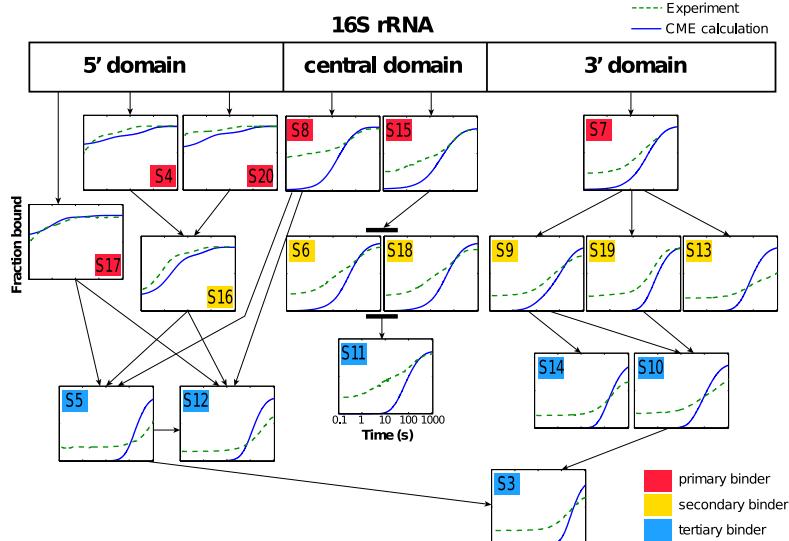 Experiment
16S rRNA
CME calculation
5' domain
central domain
3' domain
S8
S15
S7
S4
S20
Fraction bound
S17
S16
S6
S18
S9
S19
S13
S11
S14
S10
S5
S12
0.1 10 100 1000
Time (s)
S3
primary binder
secondary binder
tertiary binder